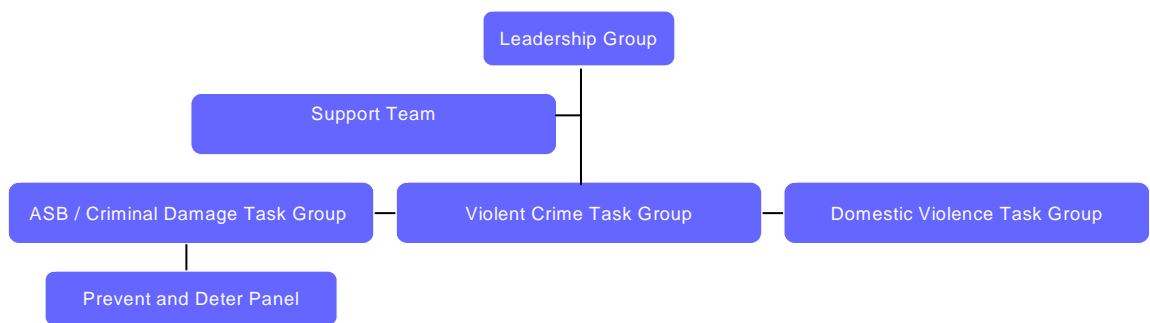 Leadership Group
Support Team
ASB / Criminal Damage Task Group
Violent Crime Task Group
Domestic Violence Task Group
Prevent and Deter Panel